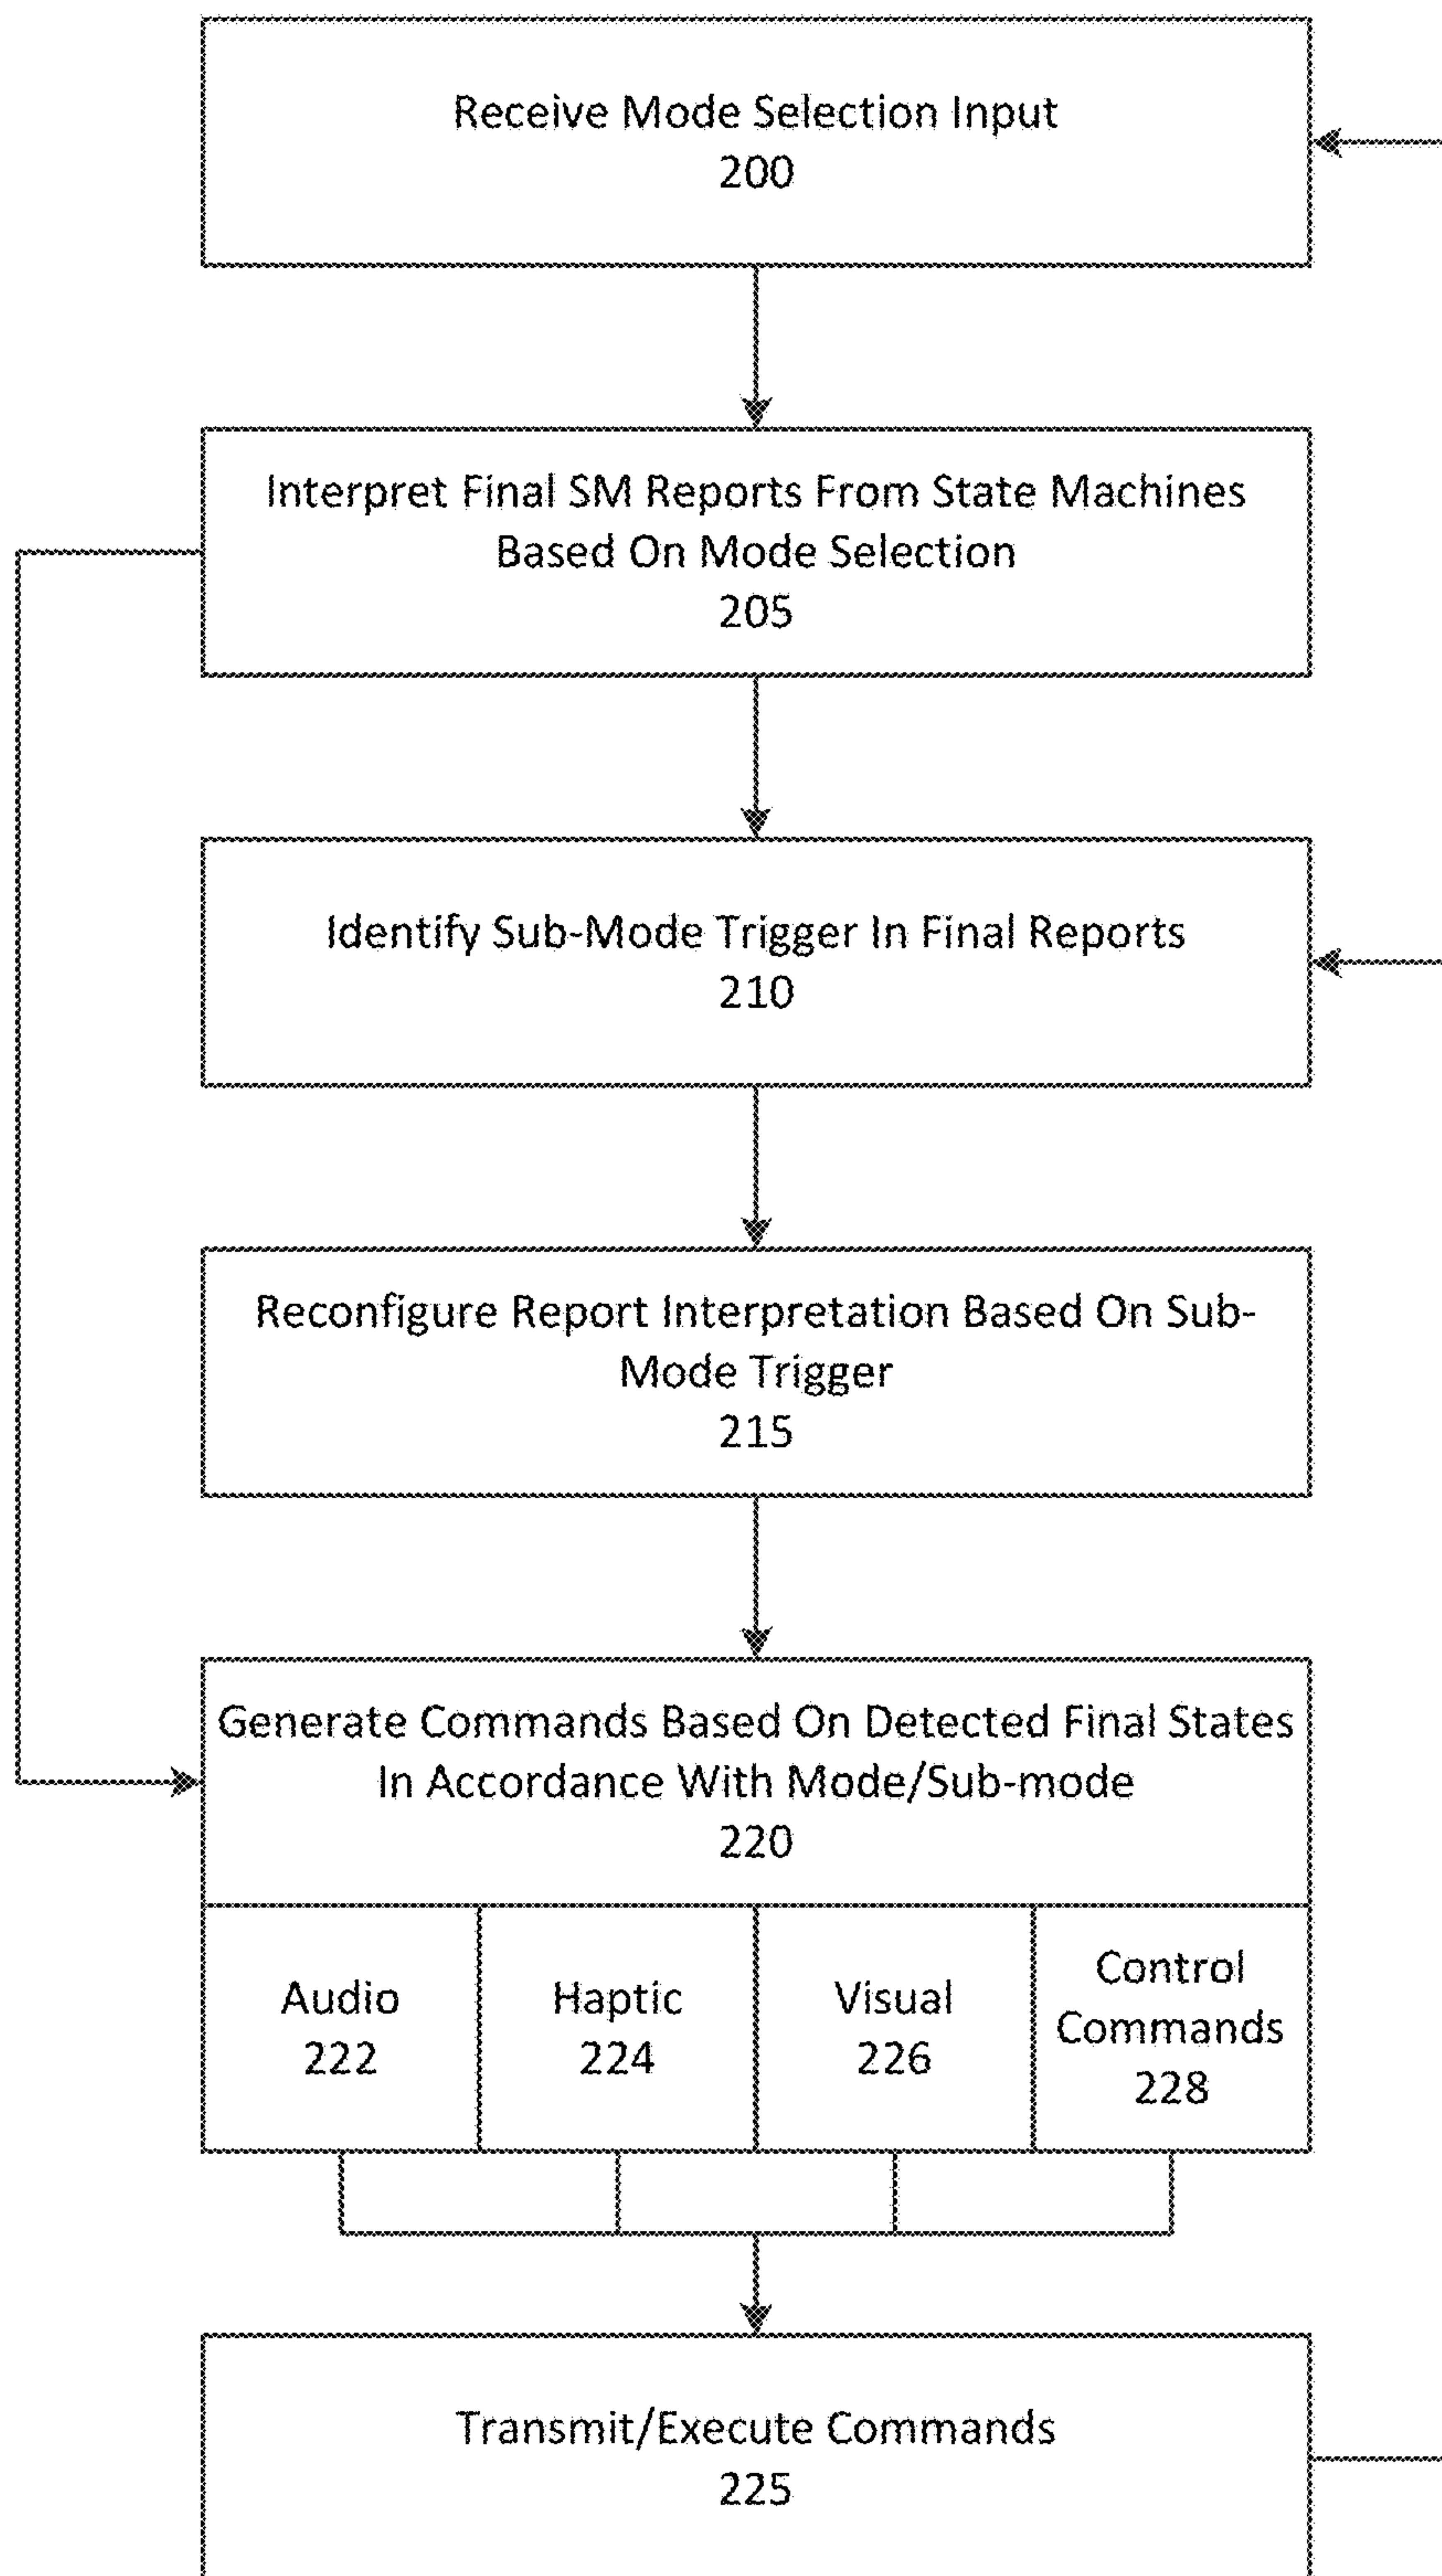 Receive Mode Selection Input
200
Interpret Final SM Reports From State Machines
Based On Mode Selection
205
Identify Sub-Mode Trigger In Final Reports
210
Reconfigure Report Interpretation Based On Sub-
Mode Trigger
215
Generate Commands Based On Detected Final States
In Accordance With Mode/Sub-mode
220
Audio
222
Haptic
224
Visual
226
Control
Commands
228
Transmit/Execute Commands
225